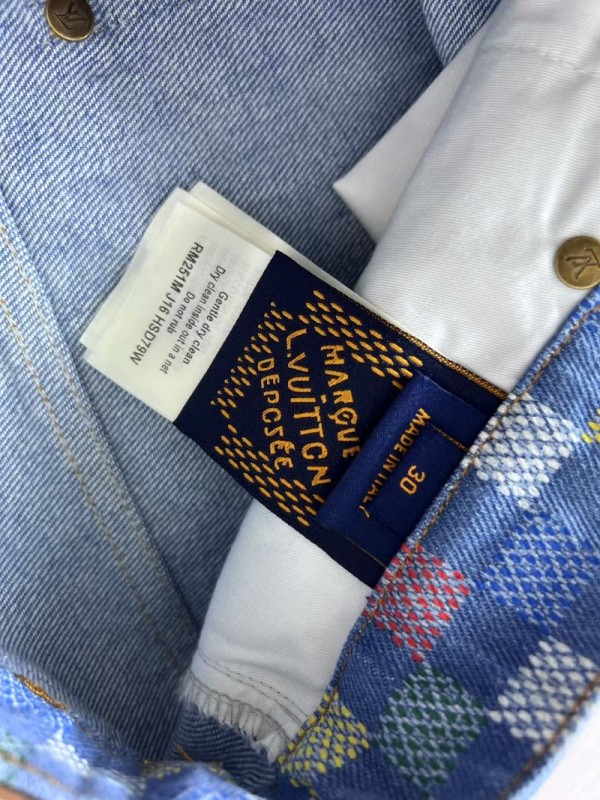 MARQUE
L.VUITTON
DEPOSÉE
MADE IN ITALY
30
Gentle dry clean
Do not rub
Dry clean inside out in a net
RM251M J16 HSD79W